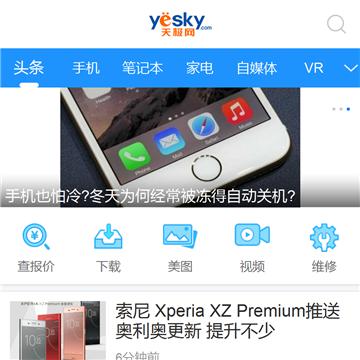 yesky.com
天极网
头条 手机 笔记本 家电 自媒体 VR
手机也怕冷?冬天为何经常被冻得自动关机?
查报价 下载 美图 视频 维修
索尼 Xperia XZ Premium推送
奥利奥更新 提升不少
6分钟前